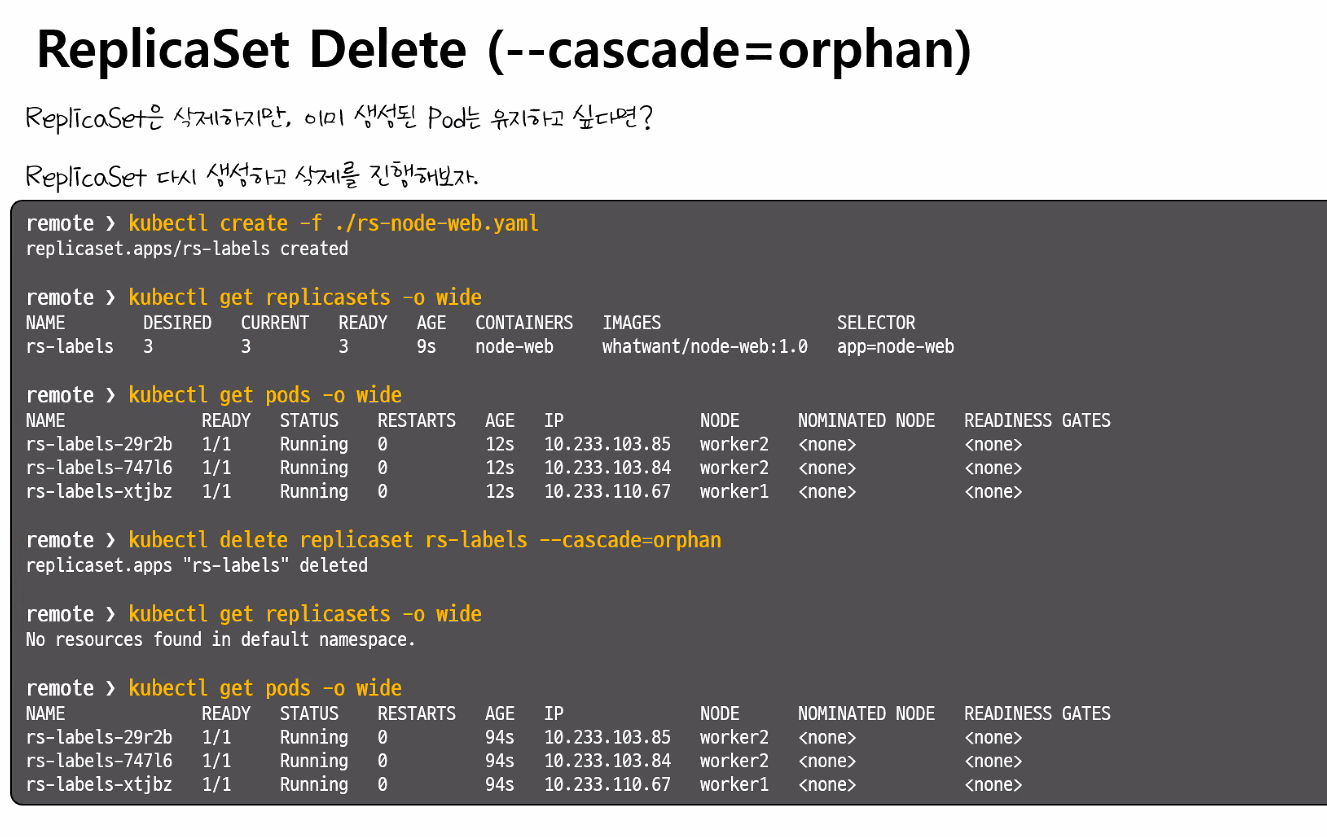 ReplicaSet Delete (--cascade=orphan)
ReplicaSet은 삭제하지만, 이미 생성된 Pod는 유지하고 싶다면?
ReplicaSet 다시 생성하고 삭제를 진행해보자.
remote ❯ kubectl create -f ./rs-node-web.yaml
replicaset.apps/rs-labels created
remote ❯ kubectl get replicasets -o wide
NAME DESIRED CURRENT READY AGE CONTAINERS IMAGES SELECTOR
rs-labels 3 3 3 9s node-web whatwant/node-web:1.0 app=node-web
remote ❯ kubectl get pods -o wide
NAME READY STATUS RESTARTS AGE IP NODE NOMINATED NODE READINESS GATES
rs-labels-29r2b 1/1 Running 0 12s 10.233.103.85 worker2 <none> <none>
rs-labels-747l6 1/1 Running 0 12s 10.233.103.84 worker2 <none> <none>
rs-labels-xtjbz 1/1 Running 0 12s 10.233.110.67 worker1 <none> <none>
remote ❯ kubectl delete replicaset rs-labels --cascade=orphan
replicaset.apps "rs-labels" deleted
remote ❯ kubectl get replicasets -o wide
No resources found in default namespace.
remote ❯ kubectl get pods -o wide
NAME READY STATUS RESTARTS AGE IP NODE NOMINATED NODE READINESS GATES
rs-labels-29r2b 1/1 Running 0 94s 10.233.103.85 worker2 <none> <none>
rs-labels-747l6 1/1 Running 0 94s 10.233.103.84 worker2 <none> <none>
rs-labels-xtjbz 1/1 Running 0 94s 10.233.110.67 worker1 <none> <none>